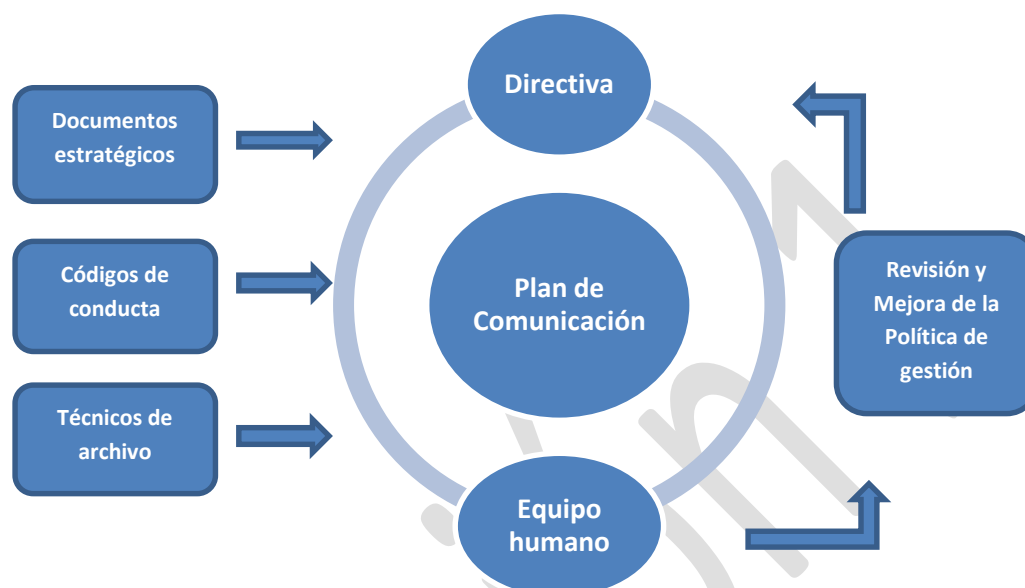 Directiva
Documentos
estratégicos
Códigos de
conducta
Técnicos de
archivo
Plan de
Comunicación
Equipo
humano
Revisión y
Mejora de la
Política de
gestión